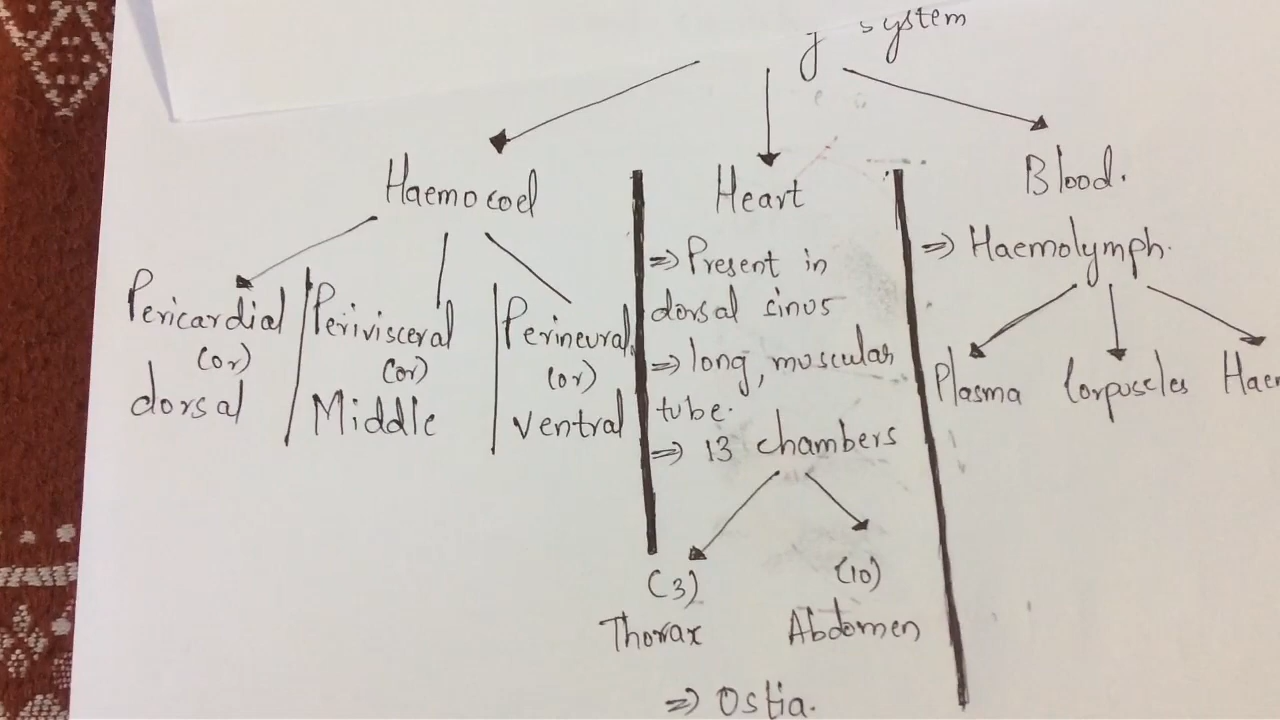 system
Haemocoel
Pericardial
(or)
dorsal
Perivisceral
(or)
Middle
Perineural
(or)
ventral
Heart
⇒ Present in
dorsal sinus
⇒ long, muscular
tube.
⇒ 13 chambers
(3)
Thorax
(10)
Abdomen
⇒ Ostia.
Blood.
⇒ Haemolymph.
Plasma
Corpuscles